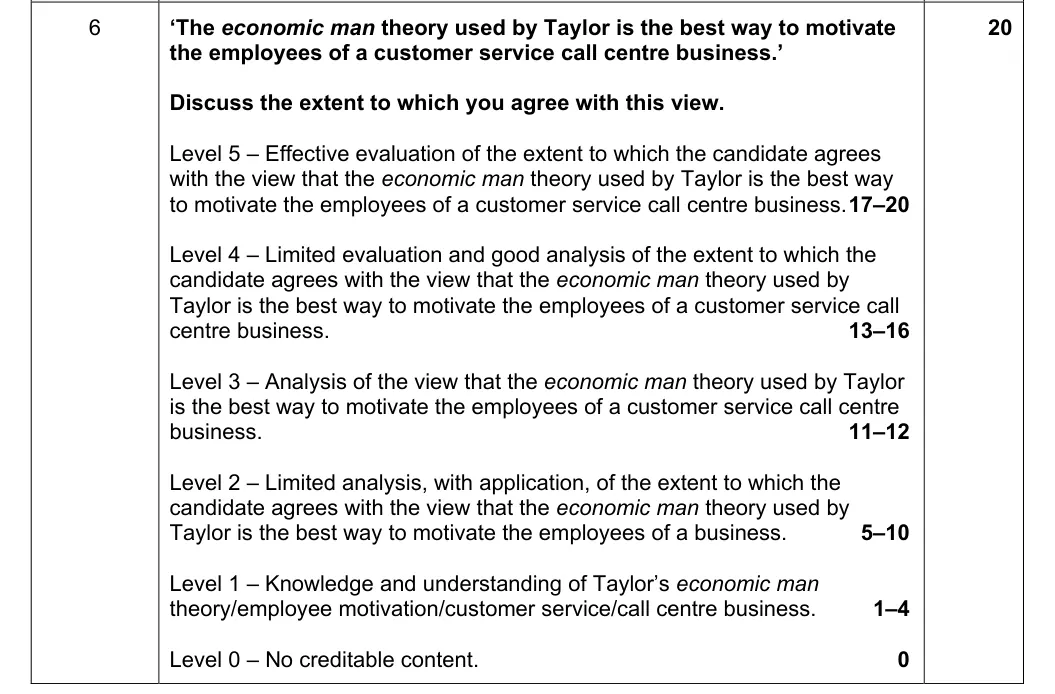 6 ‘The economic man theory used by Taylor is the best way to motivate 20
the employees of a customer service call centre business.’
Discuss the extent to which you agree with this view.
Level 5 – Effective evaluation of the extent to which the candidate agrees
with the view that the economic man theory used by Taylor is the best way
to motivate the employees of a customer service call centre business. 17–20
Level 4 – Limited evaluation and good analysis of the extent to which the
candidate agrees with the view that the economic man theory used by
Taylor is the best way to motivate the employees of a customer service call
centre business. 13–16
Level 3 – Analysis of the view that the economic man theory used by Taylor
is the best way to motivate the employees of a customer service call centre
business. 11–12
Level 2 – Limited analysis, with application, of the extent to which the
candidate agrees with the view that the economic man theory used by
Taylor is the best way to motivate the employees of a business. 5–10
Level 1 – Knowledge and understanding of Taylor’s economic man
theory/employee motivation/customer service/call centre business. 1–4
Level 0 – No creditable content. 0